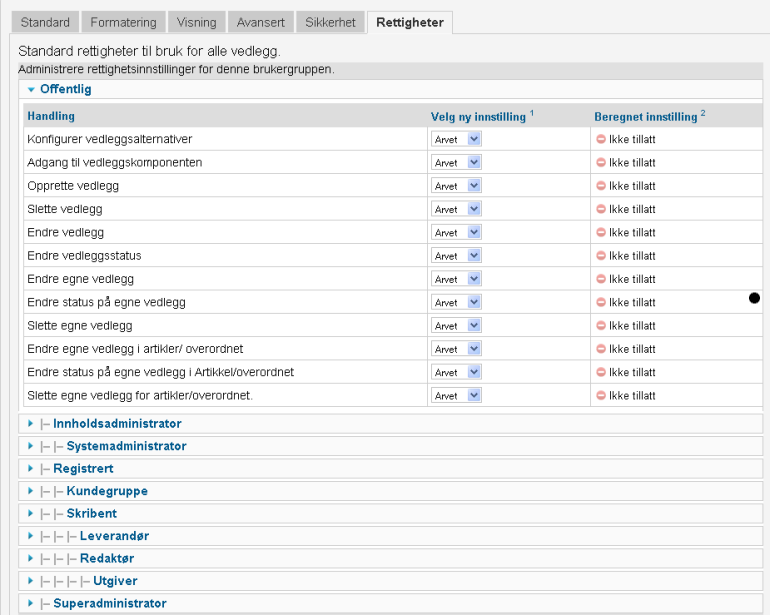 Standard Formatering Visning Avansert Sikkerhet Rettigheter
Standard rettigheter til bruk for alle vedlegg.
Administrere rettighetsinnstillinger for denne brukergruppen.
Offentlig
Handling Velg ny innstilling 1 Beregnet innstilling 2
Konfigurer vedleggsalternativer Arvet Ikke tillatt
Adgang til vedleggskomponenten Arvet Ikke tillatt
Opprette vedlegg Arvet Ikke tillatt
Slette vedlegg Arvet Ikke tillatt
Endre vedlegg Arvet Ikke tillatt
Endre vedleggsstatus Arvet Ikke tillatt
Endre egne vedlegg Arvet Ikke tillatt
Endre status på egne vedlegg Arvet Ikke tillatt
Slette egne vedlegg Arvet Ikke tillatt
Endre egne vedlegg i artikler/ overordnet Arvet Ikke tillatt
Endre status på egne vedlegg i Artikkel/overordnet Arvet Ikke tillatt
Slette egne vedlegg for artikler/overordnet. Arvet Ikke tillatt
|– Innholdsadministrator
|– |– Systemadministrator
|– Registrert
|– |– Kundegruppe
|– |– Skribent
|– |– |– Leverandør
|– |– |– Redaktør
|– |– |– |– Utgiver
|– Superadministrator